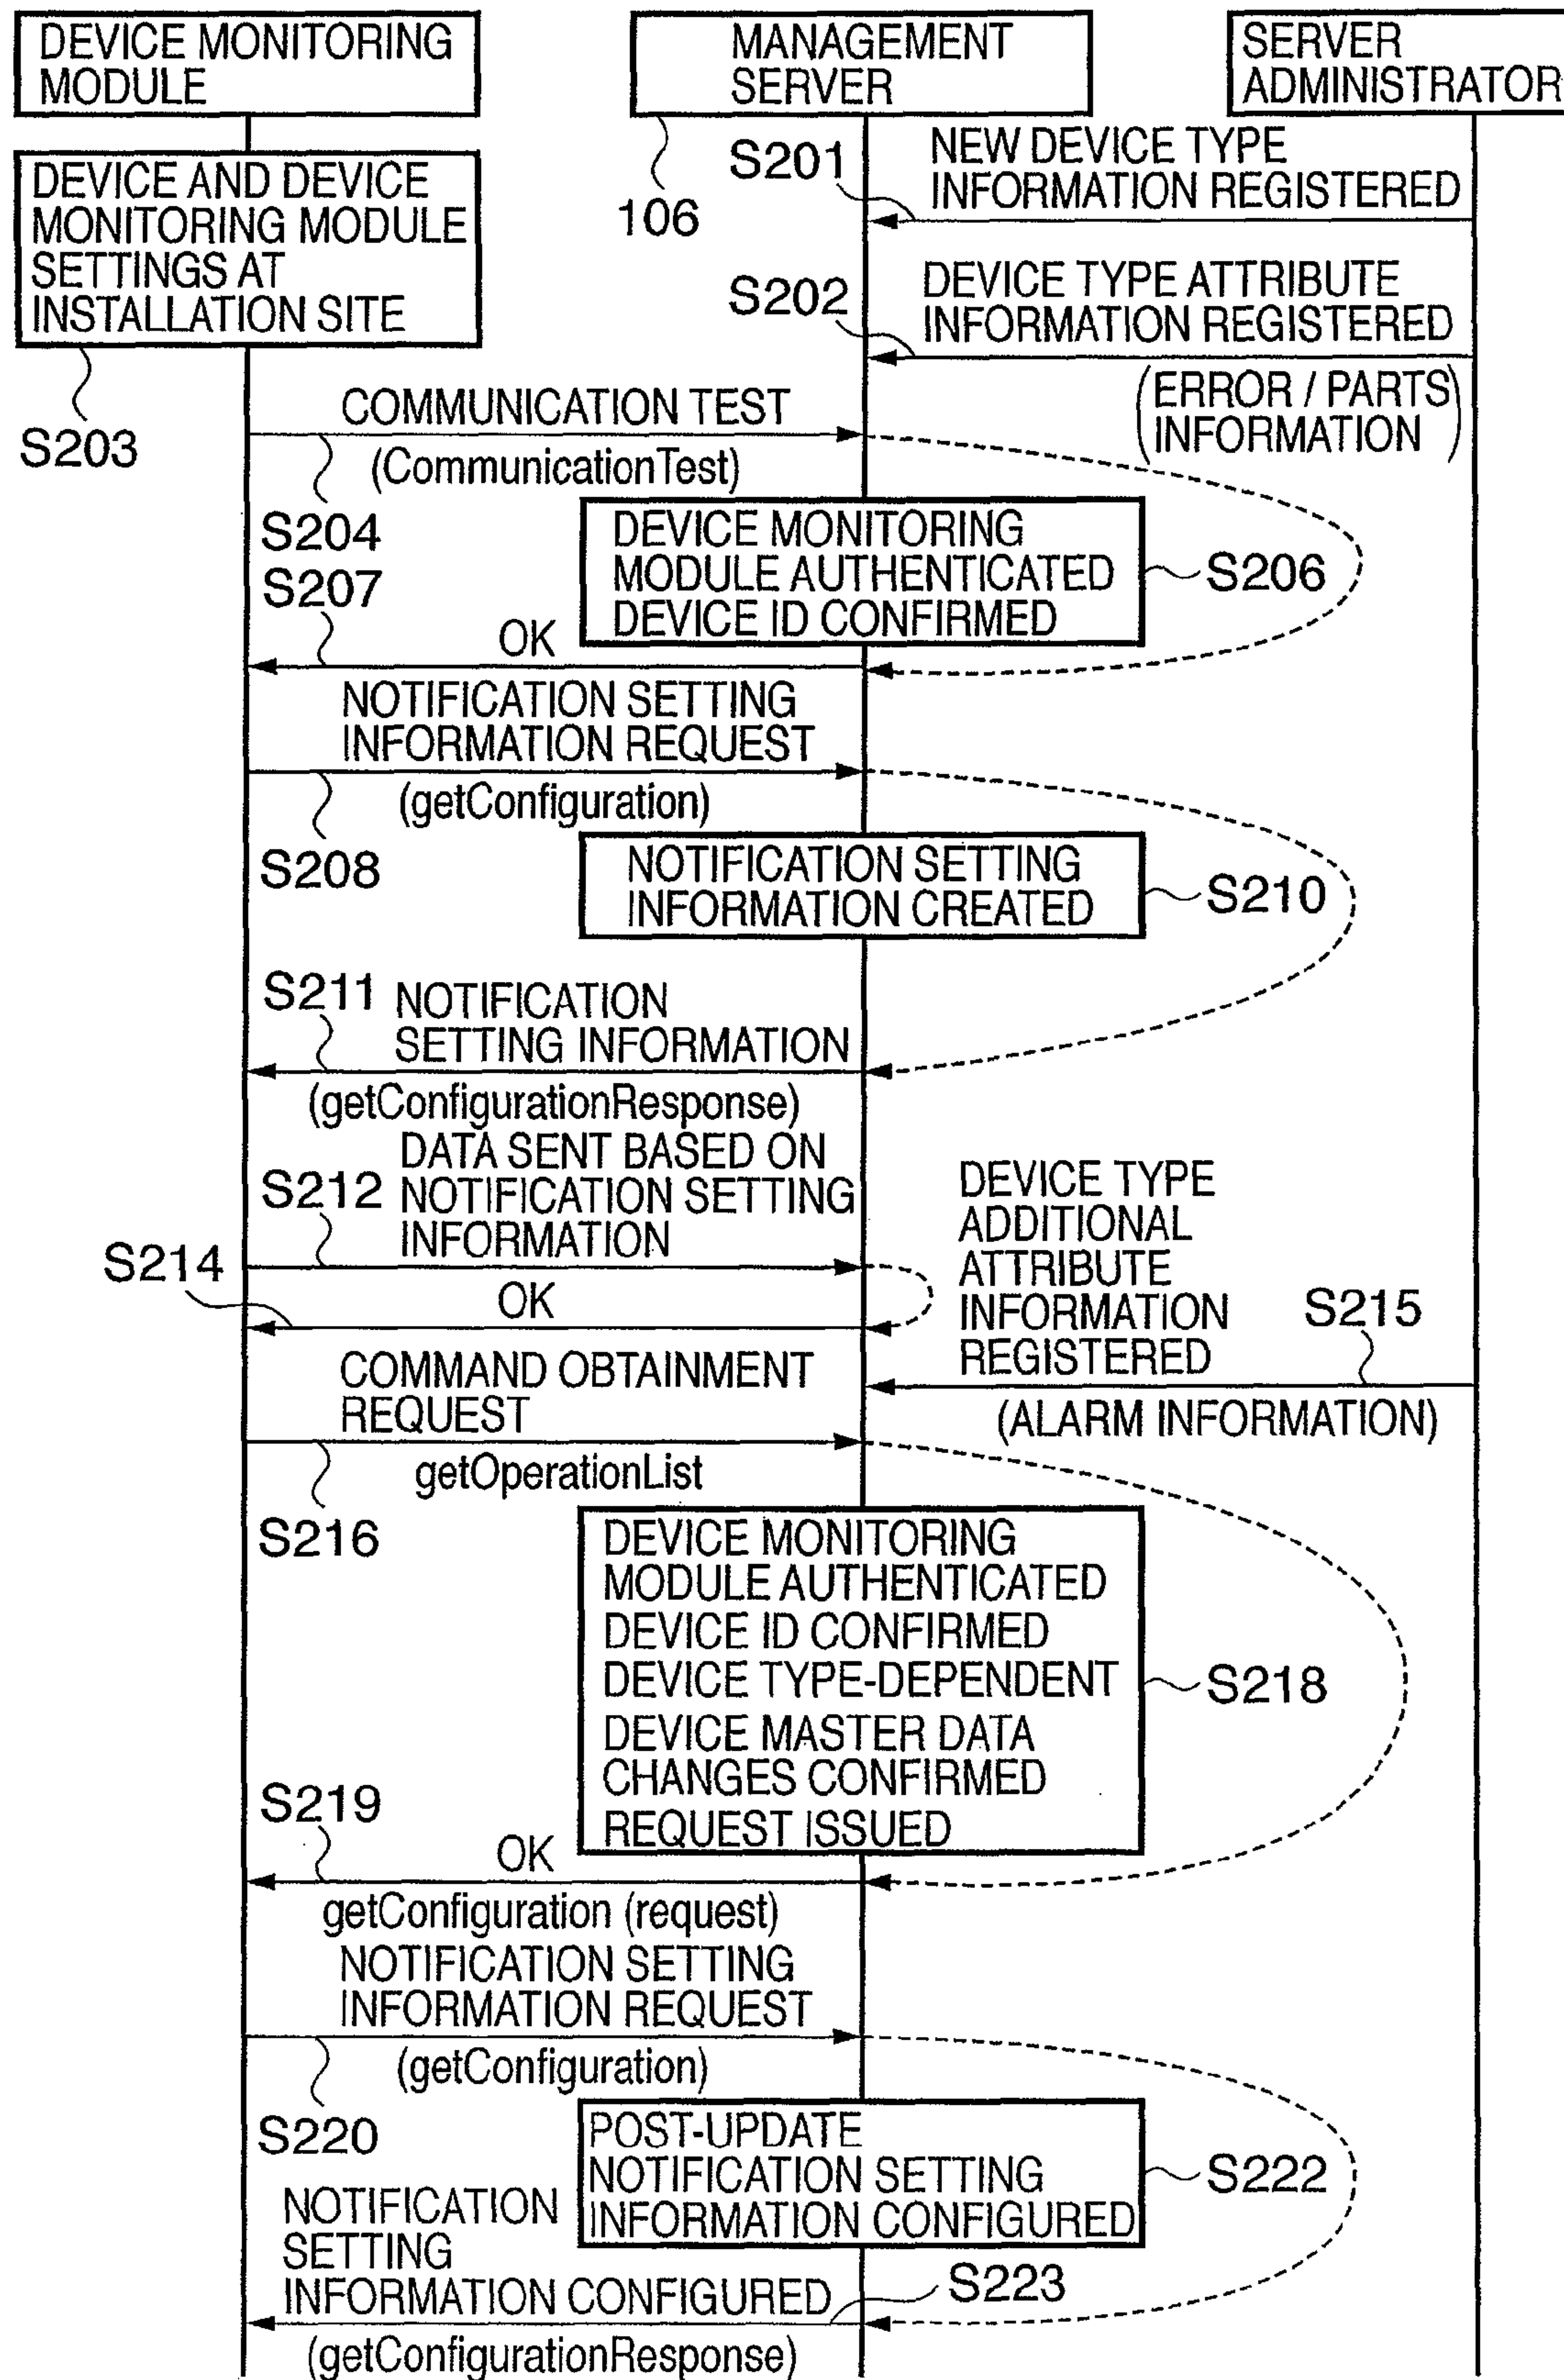 DEVICE MONITORING
MODULE
MANAGEMENT
SERVER
SERVER
ADMINISTRATOR
DEVICE AND DEVICE
MONITORING MODULE
SETTINGS AT
INSTALLATION SITE
106
S201
NEW DEVICE TYPE
INFORMATION REGISTERED
S202
DEVICE TYPE ATTRIBUTE
INFORMATION REGISTERED
(ERROR / PARTS
INFORMATION)
S203
COMMUNICATION TEST
(CommunicationTest)
S204
DEVICE MONITORING
MODULE AUTHENTICATED
DEVICE ID CONFIRMED
S206
S207
OK
NOTIFICATION SETTING
INFORMATION REQUEST
(getConfiguration)
S208
NOTIFICATION SETTING
INFORMATION CREATED
S210
S211
NOTIFICATION
SETTING INFORMATION
(getConfigurationResponse)
DATA SENT BASED ON
NOTIFICATION SETTING
INFORMATION
S212
S214
OK
DEVICE TYPE
ADDITIONAL
ATTRIBUTE
INFORMATION
REGISTERED
S215
(ALARM INFORMATION)
COMMAND OBTAINMENT
REQUEST
getOperationList
S216
DEVICE MONITORING
MODULE AUTHENTICATED
DEVICE ID CONFIRMED
DEVICE TYPE-DEPENDENT
DEVICE MASTER DATA
CHANGES CONFIRMED
REQUEST ISSUED
S218
S219
OK
getConfiguration (request)
NOTIFICATION SETTING
INFORMATION REQUEST
(getConfiguration)
S220
POST-UPDATE
NOTIFICATION SETTING
INFORMATION CONFIGURED
S222
NOTIFICATION
SETTING
INFORMATION CONFIGURED
S223
(getConfigurationResponse)